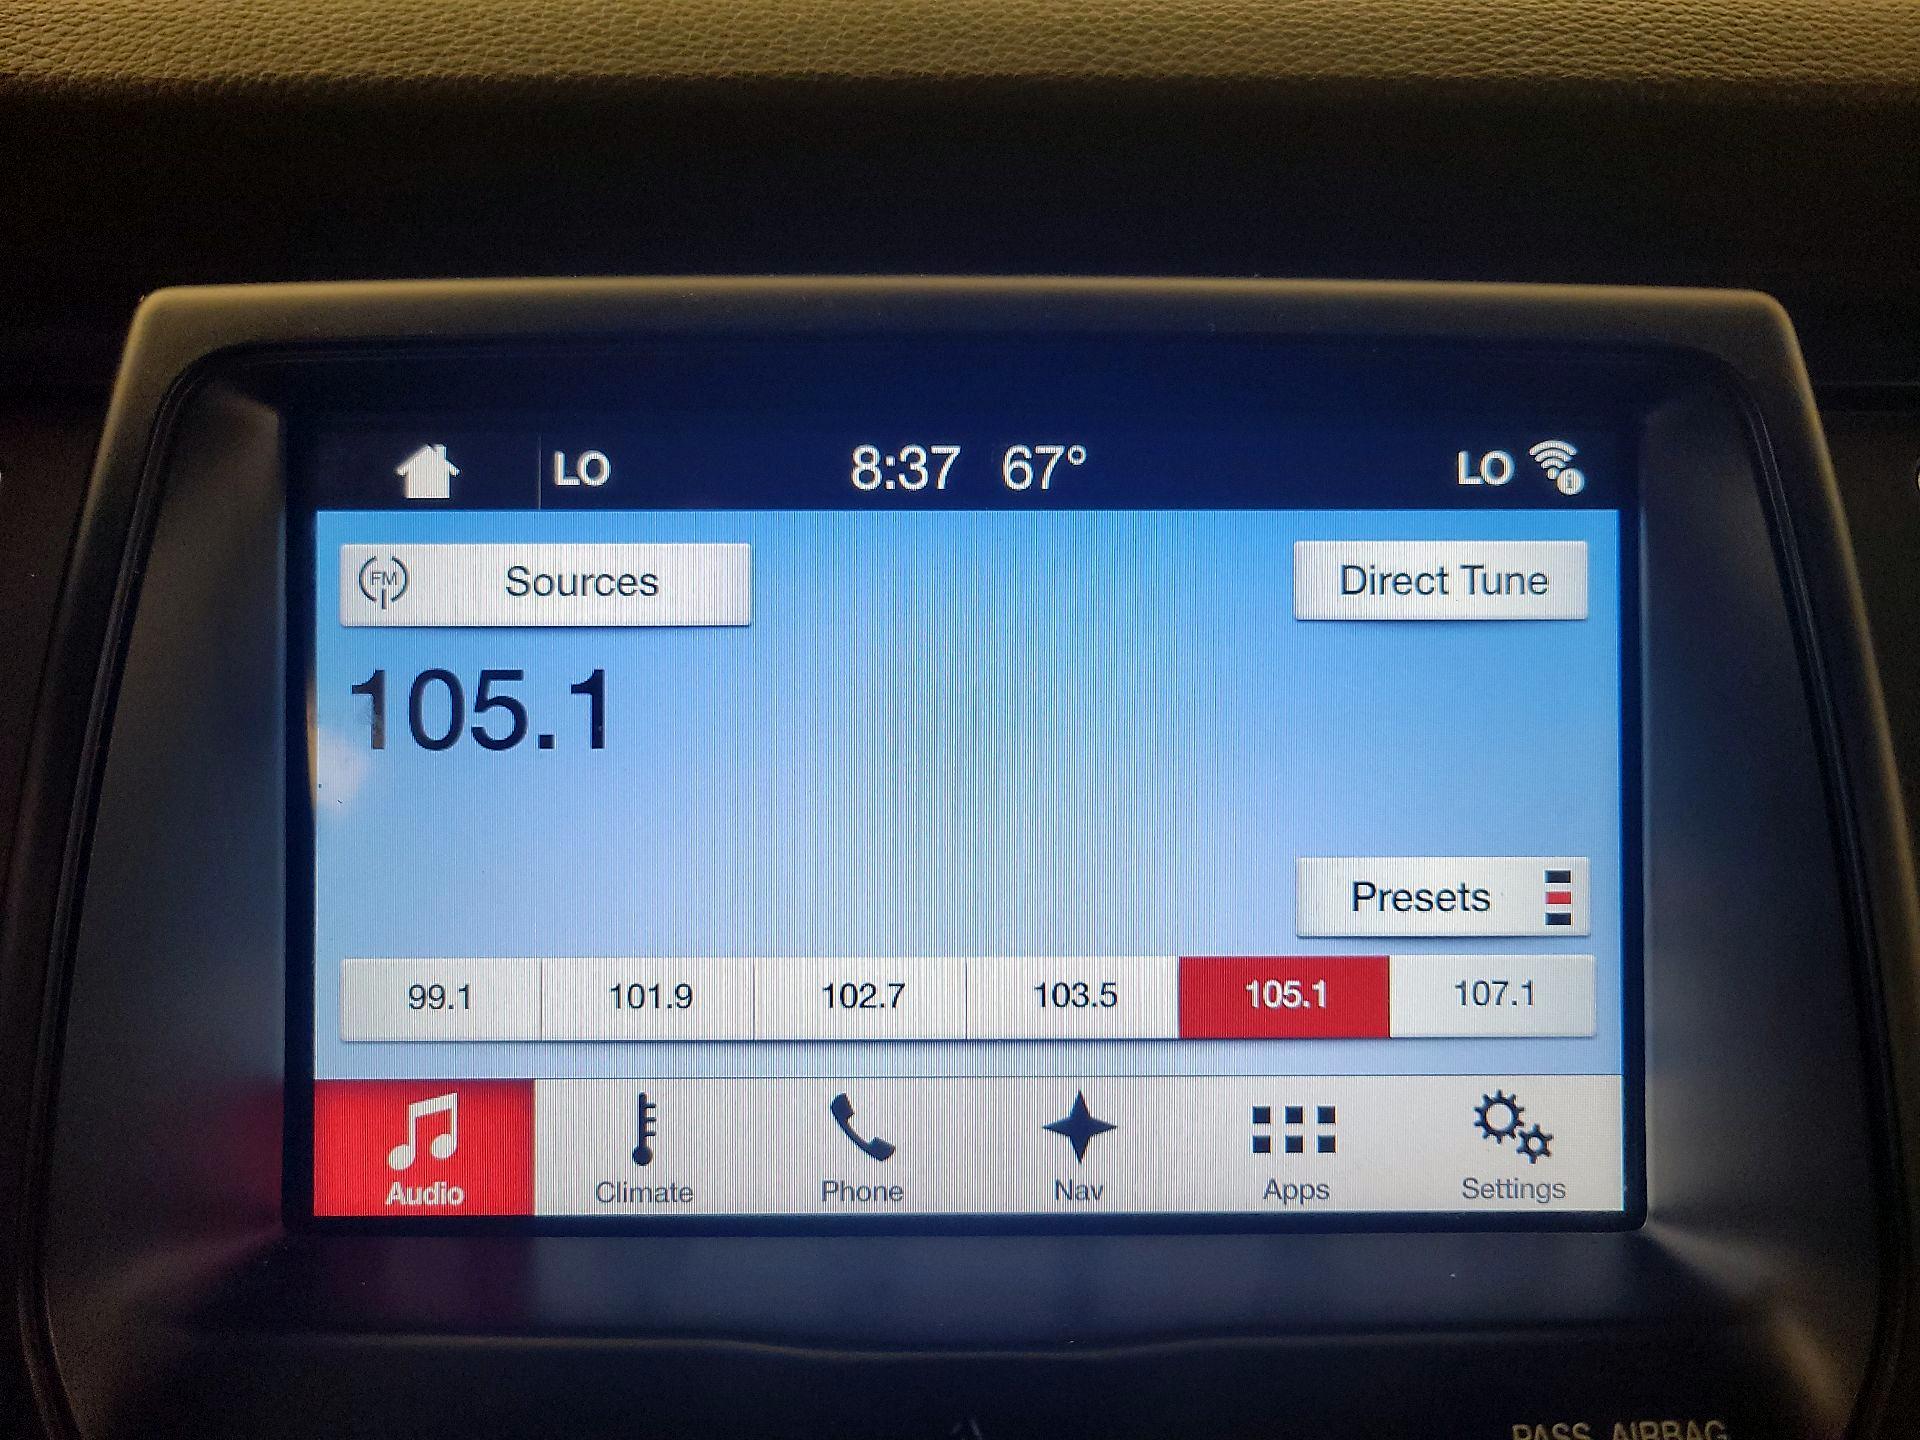 LO 8:37 67° LO
FM Sources Direct Tune
105.1
Presets
99.1 101.9 102.7 103.5 105.1 107.1
Audio Climate Phone Nav Apps Settings
PASS AIRBAG